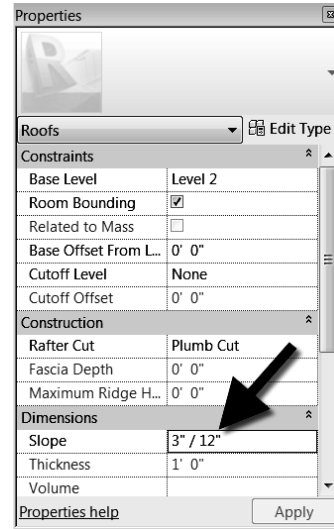 Properties
Roofs Edit Type
Constraints
Base Level Level 2
Room Bounding
Related to Mass
Base Offset From L... 0' 0"
Cutoff Level None
Cutoff Offset 0' 0"
Construction
Rafter Cut Plumb Cut
Fascia Depth 0' 0"
Maximum Ridge H... 0' 0"
Dimensions
Slope 3" / 12"
Thickness 1' 0"
Volume
Properties help Apply